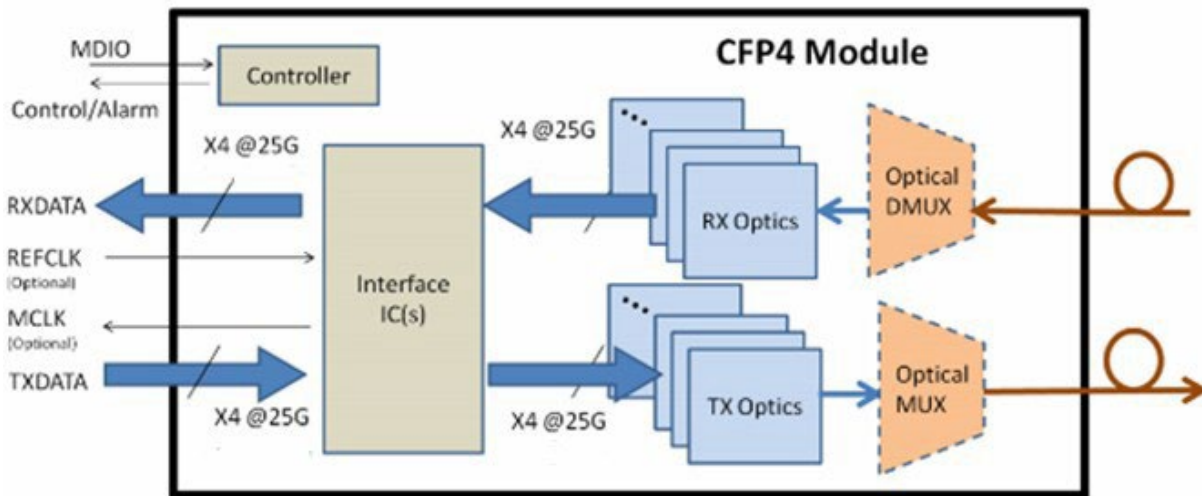 CFP4 Module
MDIO
Controller
Control/Alarm
X4 @25G
X4 @25G
RXDATA
Optical
DMUX
RX Optics
REFCLK
(Optional)
Interface
IC(s)
MCLK
(Optional)
TXDATA
X4 @25G
X4 @25G
TX Optics
Optical
MUX